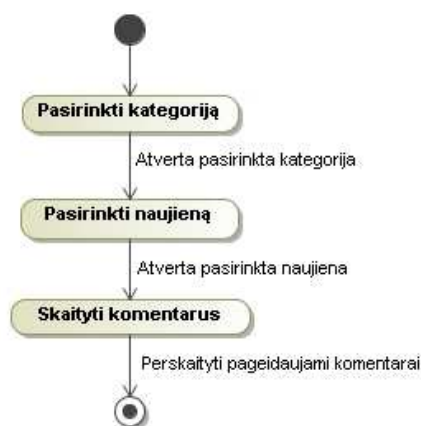 Pasirinkti kategoriją
Atverta pasirinkta kategorija
Pasirinkti naujieną
Atverta pasirinkta naujiena
Skaityti komentarus
Perskaityti pageidaujami komentarai